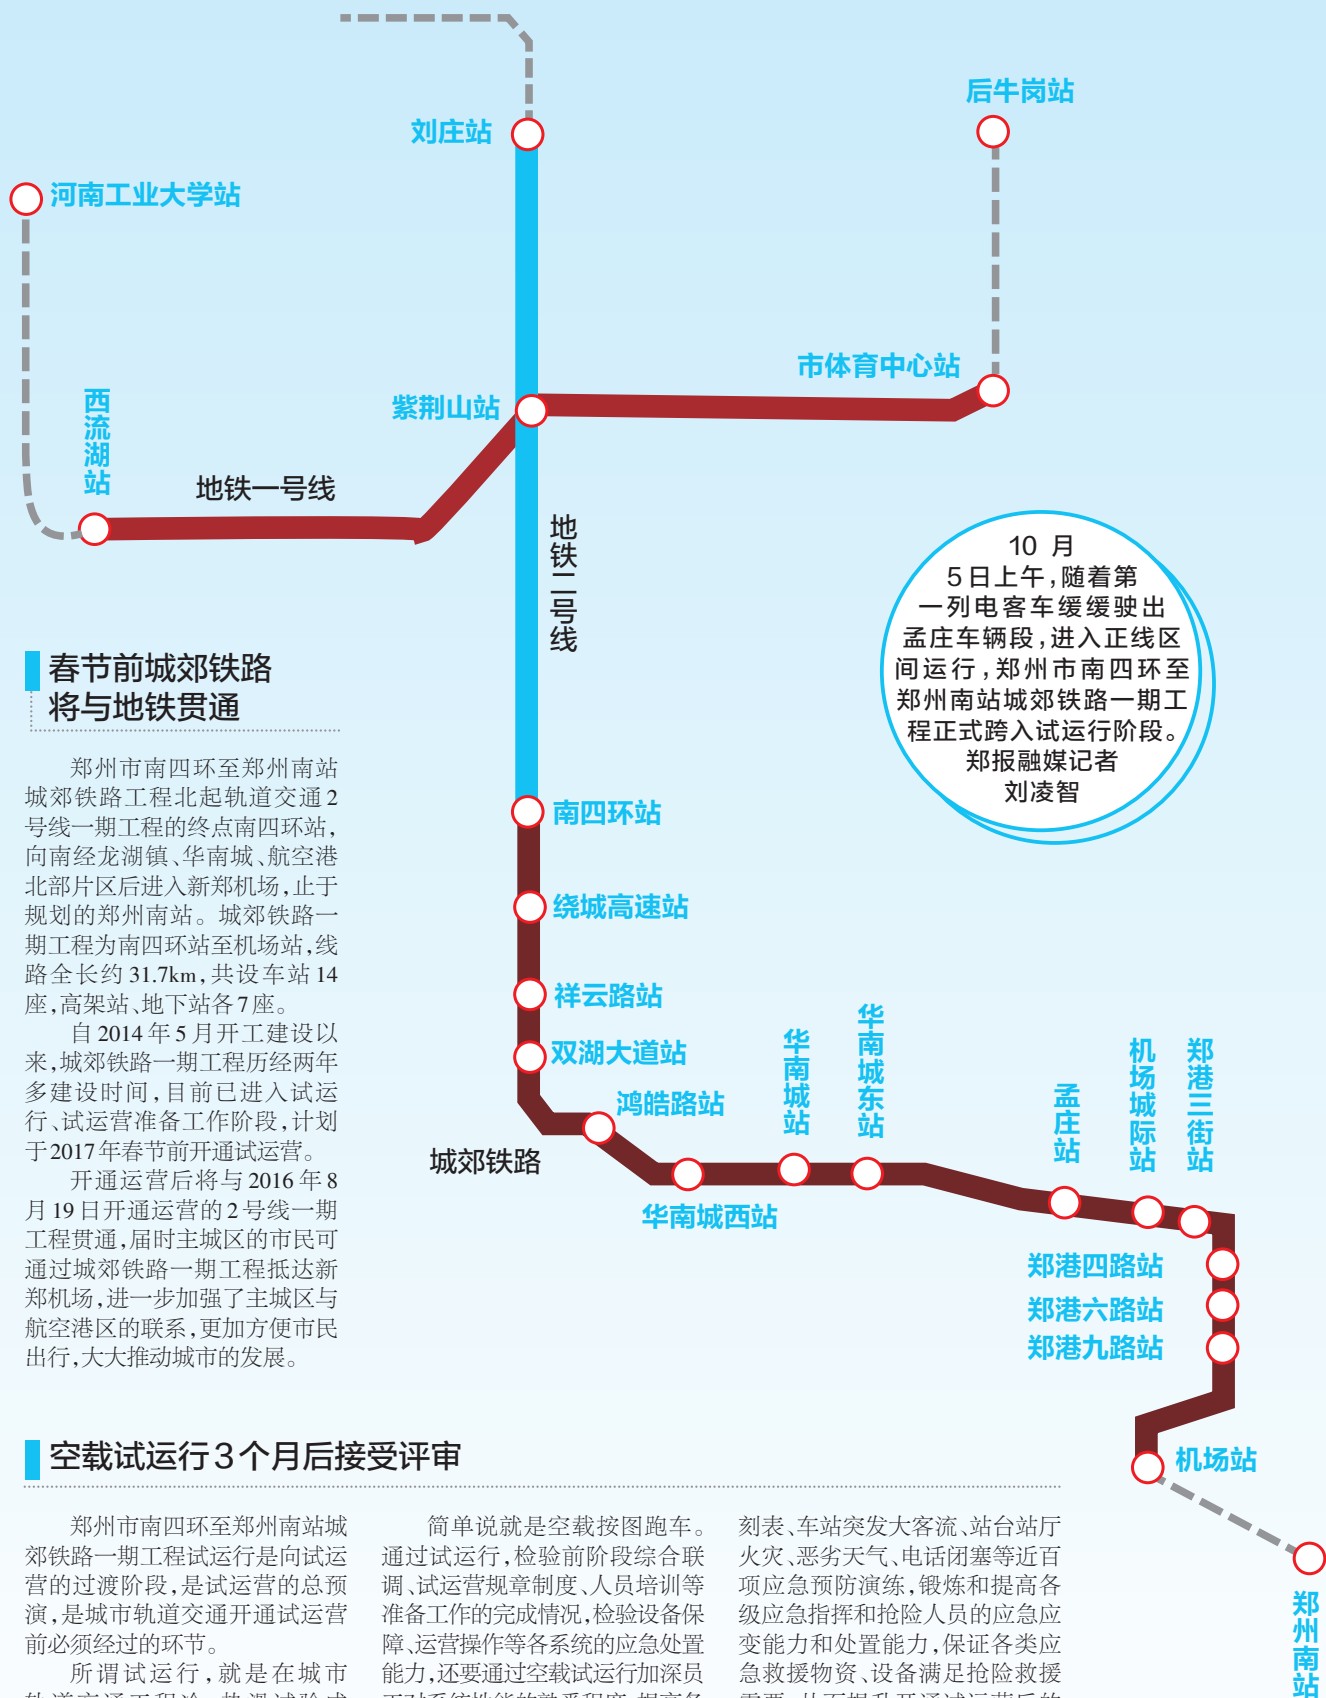 刘庄站
后牛岗站
河南工业大学站
市体育中心站
紫荆山站
西流湖站
地铁一号线
地铁二号线
10 月
5日上午,随着第
一列电客车缓缓驶出
孟庄车辆段,进入正线区
间运行,郑州市南四环至
郑州南站城郊铁路一期工
程正式跨入试运行阶段。
郑报融媒记者
刘凌智
南四环站
绕城高速站
祥云路站
双湖大道站
鸿皓路站
城郊铁路
华南城西站
华南城站
华南城东站
孟庄站
机场城际站
郑港三街站
郑港四路站
郑港六路站
郑港九路站
机场站
郑州南站
春节前城郊铁路
将与地铁贯通
郑州市南四环至郑州南站
城郊铁路工程北起轨道交通2
号线一期工程的终点南四环站,
向南经龙湖镇、华南城、航空港
北部片区后进入新郑机场,止于
规划的郑州南站。城郊铁路一
期工程为南四环站至机场站,线
路全长约31.7km,共设车站14
座,高架站、地下站各7座。
自2014年5月开工建设以
来,城郊铁路一期工程历经两年
多建设时间,目前已进入试运
行、试运营准备工作阶段,计划
于2017年春节前开通试运营。
开通运营后将与2016年8
月19日开通运营的2号线一期
工程贯通,届时主城区的市民可
通过城郊铁路一期工程抵达新
郑机场,进一步加强了主城区与
航空港区的联系,更加方便市民
出行,大大推动城市的发展。
空载试运行3个月后接受评审
郑州市南四环至郑州南站城
郊铁路一期工程试运行是向试运
营的过渡阶段,是试运营的总预
演,是城市轨道交通开通试运营
前必须经过的环节。
所谓试运行,就是在城市
简单说就是空载按图跑车。
通过试运行,检验前阶段综合联
调、试运营规章制度、人员培训等
准备工作的完成情况,检验设备保
障、运营操作等各系统的应急处置
能力,还要通过空载试运行加深员
刻表、车站突发大客流、站台站厅
火灾、恶劣天气、电话闭塞等近百
项应急预防演练,锻炼和提高各
级应急指挥和抢险人员的应急应
变能力和处置能力,保证各类应
急救援物资、设备满足抢险救援